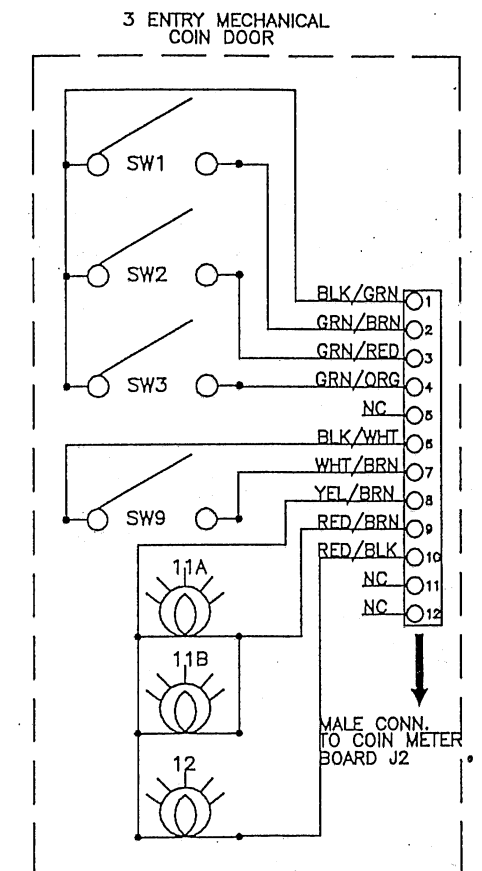 3 ENTRY MECHANICAL
COIN DOOR
SW1
SW2
SW3
SW9
BLK/GRN 1
GRN/BRN 2
GRN/RED 3
GRN/ORG 4
NC 5
BLK/WHT 6
WHT/BRN 7
YEL/BRN 8
RED/BRN 9
RED/BLK 10
NC 11
NC 12
11A
11B
12
MALE CONN.
TO COIN METER
BOARD J2